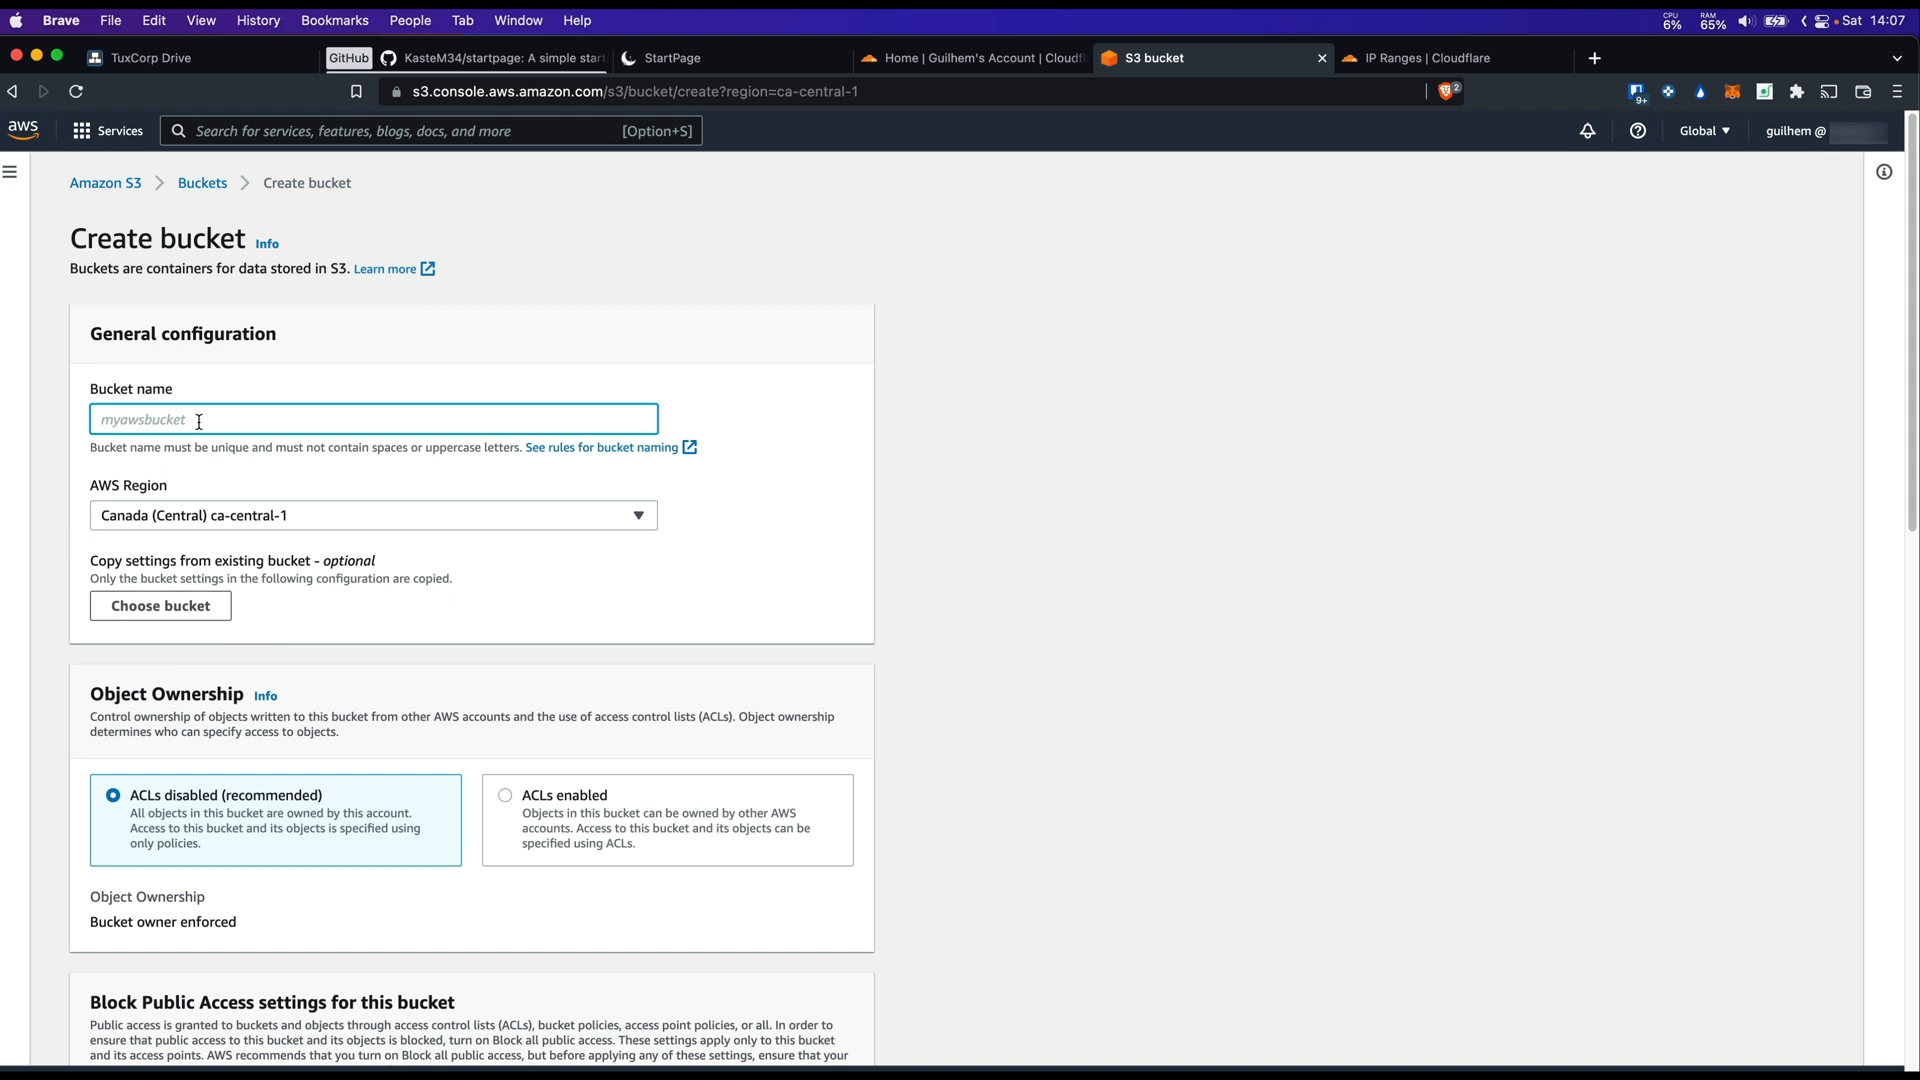 Brave File Edit View History Bookmarks People Tab Window Help CPU 6% RAM 65% Sat 14:07
TuxCorp Drive GitHub KasteM34/startpage: A simple star StartPage Home | Guilhem's Account | Cloudfl S3 bucket IP Ranges | Cloudflare
s3.console.aws.amazon.com/s3/bucket/create?region=ca-central-1 2 9+
aws Services Search for services, features, blogs, docs, and more [Option+S] Global guilhem @
Amazon S3 Buckets Create bucket
Create bucket Info
Buckets are containers for data stored in S3. Learn more
General configuration
Bucket name
myawsbucket
Bucket name must be unique and must not contain spaces or uppercase letters. See rules for bucket naming
AWS Region
Canada (Central) ca-central-1
Copy settings from existing bucket - optional
Only the bucket settings in the following configuration are copied.
Choose bucket
Object Ownership Info
Control ownership of objects written to this bucket from other AWS accounts and the use of access control lists (ACLs). Object ownership
determines who can specify access to objects.
ACLs disabled (recommended)
All objects in this bucket are owned by this account.
Access to this bucket and its objects is specified using
only policies.
ACLs enabled
Objects in this bucket can be owned by other AWS
accounts. Access to this bucket and its objects can be
specified using ACLs.
Object Ownership
Bucket owner enforced
Block Public Access settings for this bucket
Public access is granted to buckets and objects through access control lists (ACLs), bucket policies, access point policies, or all. In order to
ensure that public access to this bucket and its objects is blocked, turn on Block all public access. These settings apply only to this bucket
and its access points. AWS recommends that you turn on Block all public access, but before applying any of these settings, ensure that your